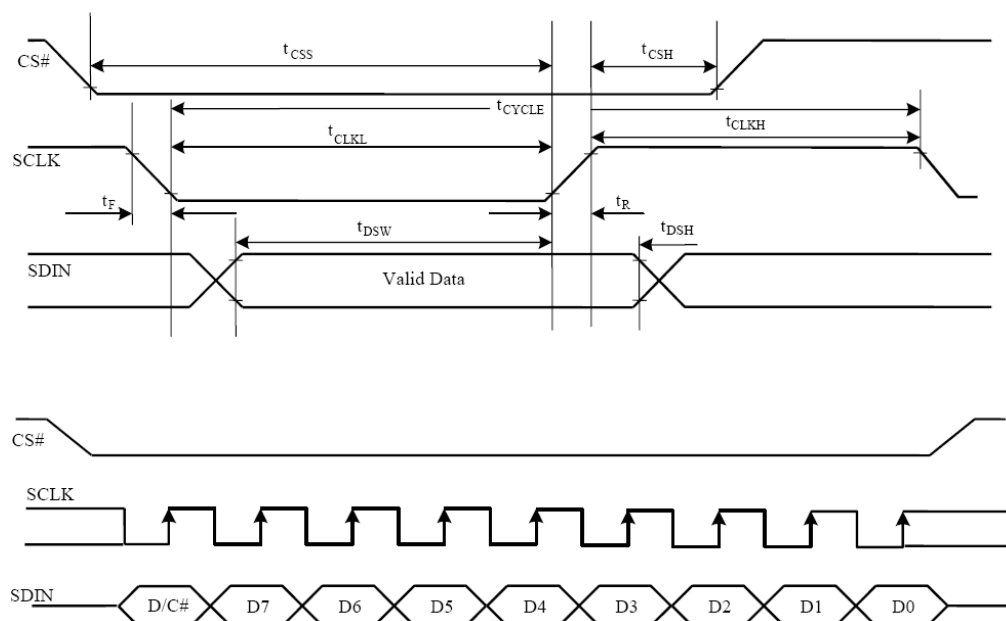 CS#
tCSS
tCSH
tCYCLE
tCLKL
tCLKH
SCLK
tF
tR
tDSW
tDSH
SDIN
Valid Data
CS#
SCLK
SDIN
D/C# D7 D6 D5 D4 D3 D2 D1 D0